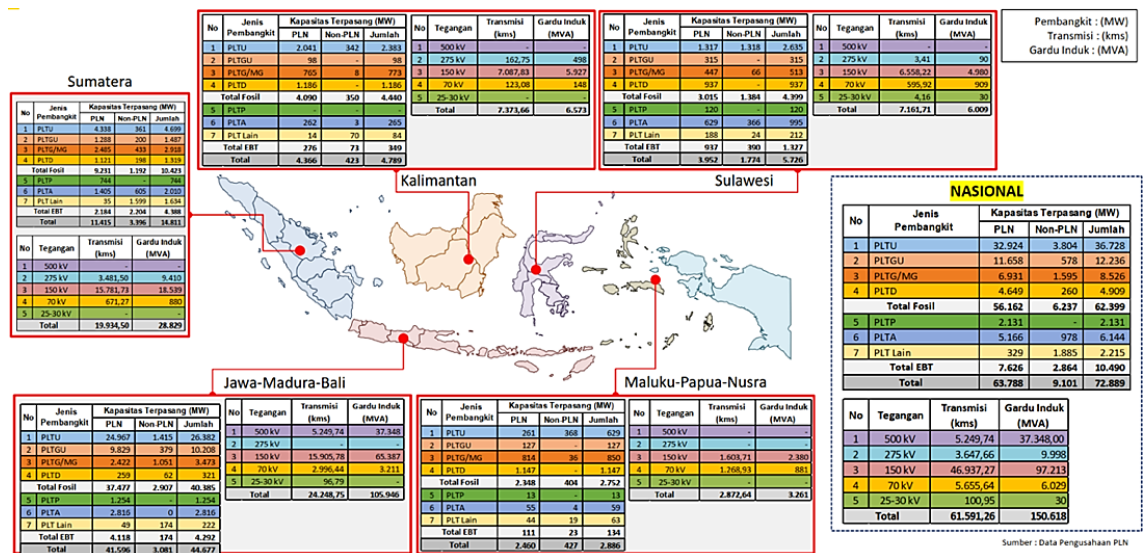 Pembangkit : (MW)
Transmisi : (kms)
Gardu Induk : (MVA)
Sumatera
No Jenis Pembangkit Kapasitas Terpasang (MW)
PLN Non-PLN Jumlah
1 PLTU 4.338 361 4.699
2 PLTGU 1.288 200 1.487
3 PLTG/MG 2.485 433 2.918
4 PLTD 1.121 198 1.319
Total Fosil 9.231 1.192 10.423
5 PLTP 744 - 744
6 PLTA 1.405 605 2.010
7 PLT Lain 35 1.599 1.634
Total EBT 2.184 2.204 4.388
Total 11.415 3.396 14.811
No Tegangan Transmisi (kms) Gardu Induk (MVA)
1 500 kV - -
2 275 kV 3.481,50 9.410
3 150 kV 15.781,73 18.539
4 70 kV 671,27 880
5 25-30 kV - -
Total 19.934,50 28.829
No Jenis Pembangkit Kapasitas Terpasang (MW)
PLN Non-PLN Jumlah
1 PLTU 2.041 342 2.383
2 PLTGU 98 - 98
3 PLTG/MG 765 8 773
4 PLTD 1.186 - 1.186
Total Fosil 4.090 350 4.440
5 PLTP - - -
6 PLTA 262 3 265
7 PLT Lain 14 70 84
Total EBT 276 73 349
Total 4.366 423 4.789
Tegangan Transmisi (kms) Gardu Induk (MVA)
1 500 kV - -
2 275 kV 162,75 498
3 150 kV 7.087,83 5.927
4 70 kV 123,08 148
5 25-30 kV - -
Total 7.373,66 6.573
Kalimantan
No Jenis Pembangkit Kapasitas Terpasang (MW)
PLN Non-PLN Jumlah
1 PLTU 1.317 1.318 2.635
2 PLTGU 315 - 315
3 PLTG/MG 447 66 513
4 PLTD 937 - 937
Total Fosil 3.015 1.384 4.399
5 PLTP 120 - 120
6 PLTA 629 366 995
7 PLT Lain 188 24 212
Total EBT 937 390 1.327
Total 3.952 1.774 5.726
Tegangan Transmisi (kms) Gardu Induk (MVA)
1 500 kV - -
2 275 kV 3,41 90
3 150 kV 6.558,22 4.980
4 70 kV 595,92 909
5 25-30 kV 4,16 30
Total 7.161,71 6.009
Sulawesi
NASIONAL
No Jenis Pembangkit Kapasitas Terpasang (MW)
PLN Non-PLN Jumlah
1 PLTU 32.924 3.804 36.728
2 PLTGU 11.658 578 12.236
3 PLTG/MG 6.931 1.595 8.526
4 PLTD 4.649 260 4.909
Total Fosil 56.162 6.237 62.399
5 PLTP 2.131 - 2.131
6 PLTA 5.166 978 6.144
7 PLT Lain 329 1.885 2.215
Total EBT 7.626 2.864 10.490
Total 63.788 9.101 72.889
No Tegangan Transmisi (kms) Gardu Induk (MVA)
1 500 kV 5.249,74 37.348,00
2 275 kV 3.647,66 9.998
3 150 kV 46.937,27 97.213
4 70 kV 5.655,64 6.029
5 25-30 kV 100,95 30
Total 61.591,26 150.618
Jawa-Madura-Bali
No Jenis Pembangkit Kapasitas Terpasang (MW)
PLN Non-PLN Jumlah
1 PLTU 24.967 1.415 26.382
2 PLTGU 9.829 379 10.208
3 PLTG/MG 2.422 1.051 3.473
4 PLTD 259 62 321
Total Fosil 37.477 2.907 40.385
5 PLTP 1.254 - 1.254
6 PLTA 2.816 0 2.816
7 PLT Lain 49 174 222
Total EBT 4.118 174 4.292
Total 41.596 3.081 44.677
No Tegangan Transmisi (kms) Gardu Induk (MVA)
1 500 kV 5.249,74 37.348
2 275 kV - -
3 150 kV 15.905,78 65.387
4 70 kV 2.996,44 3.211
5 25-30 kV 96,79 -
Total 24.248,75 105.946
Maluku-Papua-Nusra
No Jenis Pembangkit Kapasitas Terpasang (MW)
PLN Non-PLN Jumlah
1 PLTU 261 368 629
2 PLTGU 127 - 127
3 PLTG/MG 814 36 850
4 PLTD 1.147 - 1.147
Total Fosil 2.348 404 2.752
5 PLTP 13 - 13
6 PLTA 55 4 59
7 PLT Lain 44 19 63
Total EBT 111 23 134
Total 2.460 427 2.886
No Tegangan Transmisi (kms) Gardu Induk (MVA)
1 500 kV - -
2 275 kV - -
3 150 kV 1.603,71 2.380
4 70 kV 1.268,93 881
5 25-30 kV - -
Total 2.872,64 3.261
Sumber : Data Pengusahaan PLN